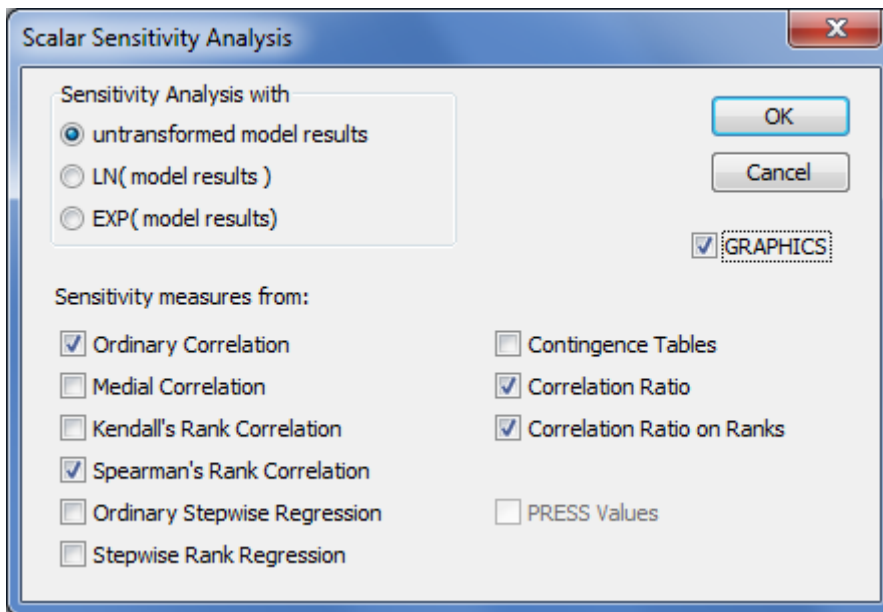 Scalar Sensitivity Analysis
Sensitivity Analysis with
untransformed model results
LN( model results )
EXP( model results)
OK
Cancel
GRAPHICS
Sensitivity measures from:
Ordinary Correlation
Medial Correlation
Kendall's Rank Correlation
Spearman's Rank Correlation
Ordinary Stepwise Regression
Stepwise Rank Regression
Contingence Tables
Correlation Ratio
Correlation Ratio on Ranks
PRESS Values